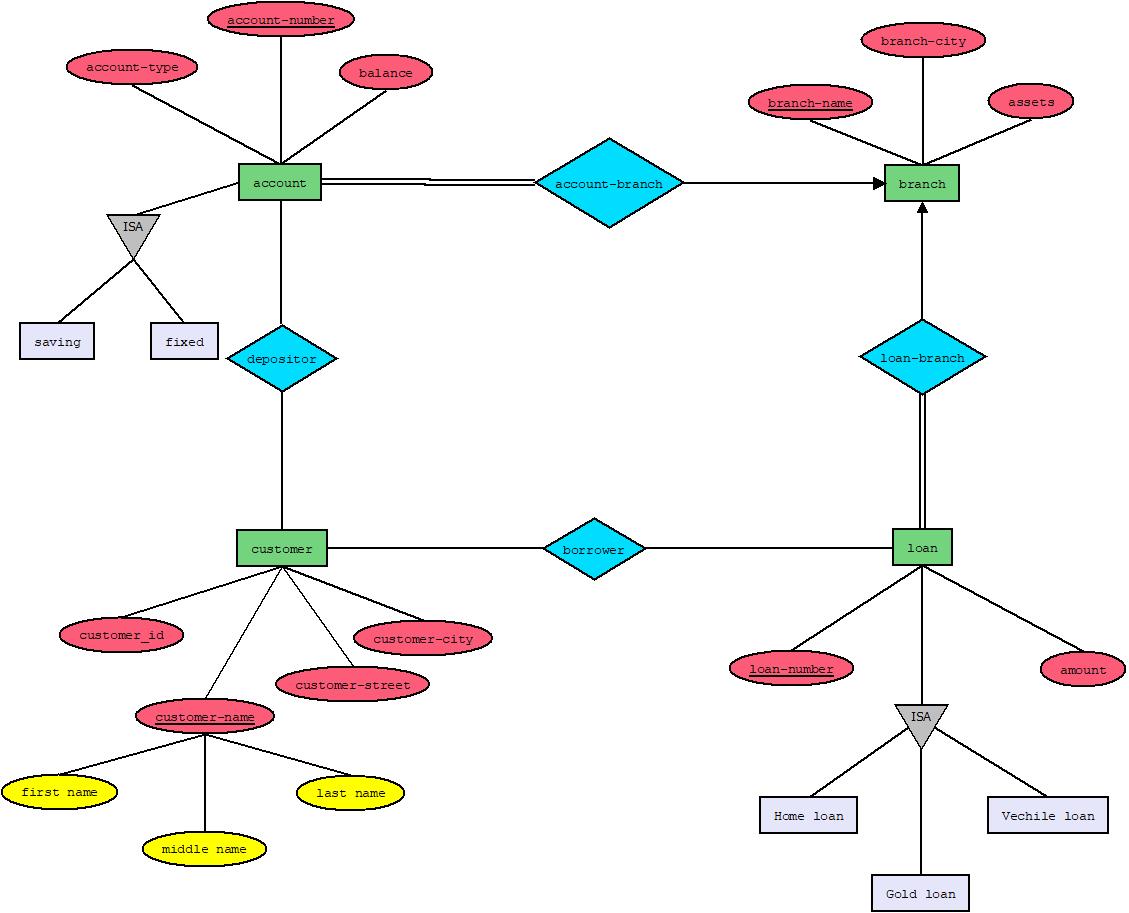 account-number
branch-city
account-type
balance
branch-name
assets
account
account-branch
branch
ISA
saving
fixed
depositor
loan-branch
customer
borrower
loan
customer_id
customer-city
customer-street
loan-number
amount
customer-name
ISA
first name
last name
middle name
Home loan
Vechile loan
Gold loan